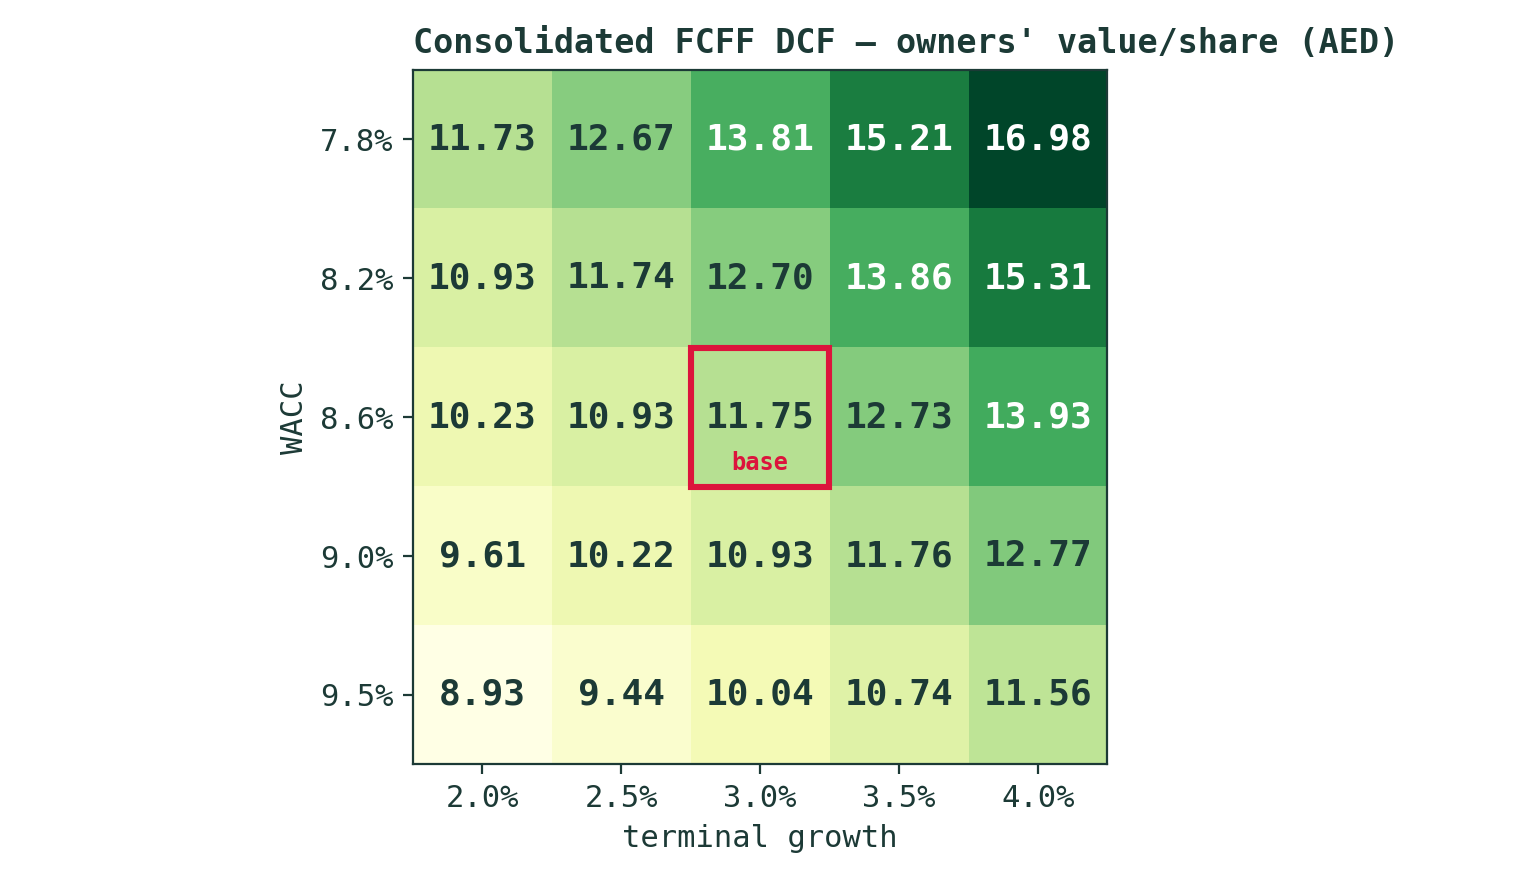 Consolidated FCFF DCF — owners' value/share (AED)
WACC
7.8% 11.73 12.67 13.81 15.21 16.98
8.2% 10.93 11.74 12.70 13.86 15.31
8.6% 10.23 10.93 11.75 12.73 13.93
base
9.0% 9.61 10.22 10.93 11.76 12.77
9.5% 8.93 9.44 10.04 10.74 11.56
2.0% 2.5% 3.0% 3.5% 4.0%
terminal growth